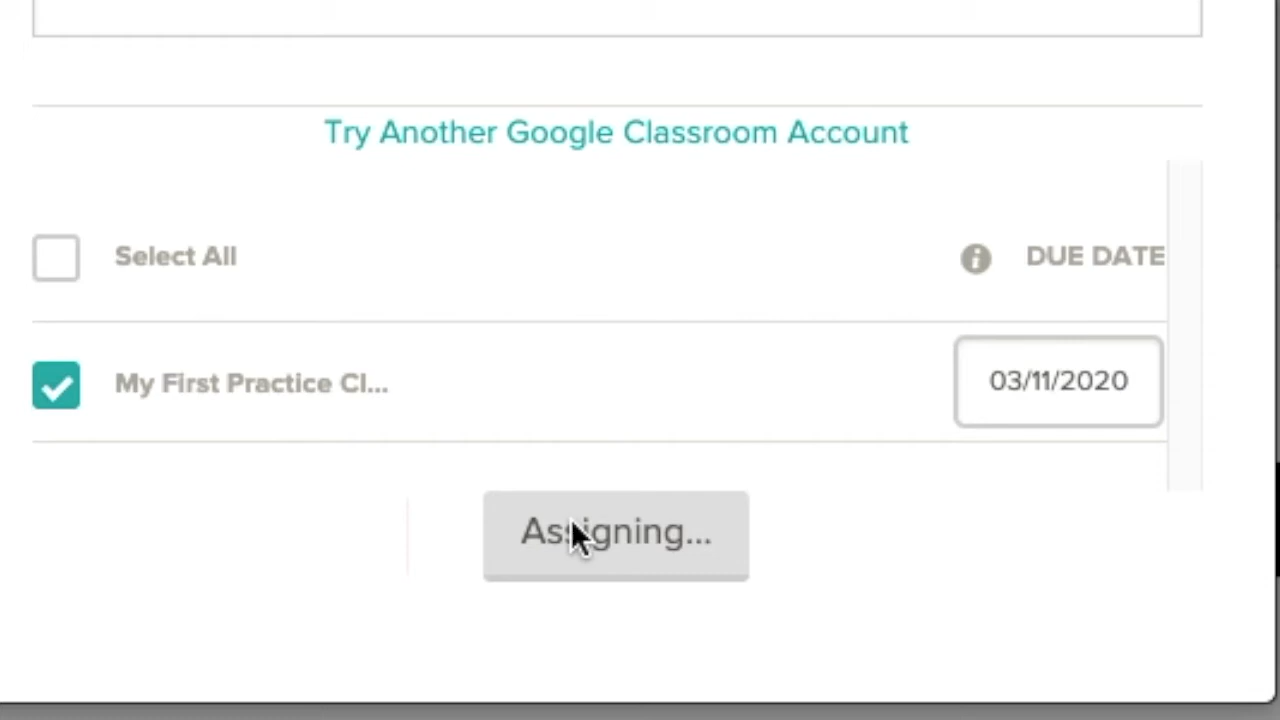 Try Another Google Classroom Account
Select All
DUE DATE
My First Practice Cl...
03/11/2020
Assigning...